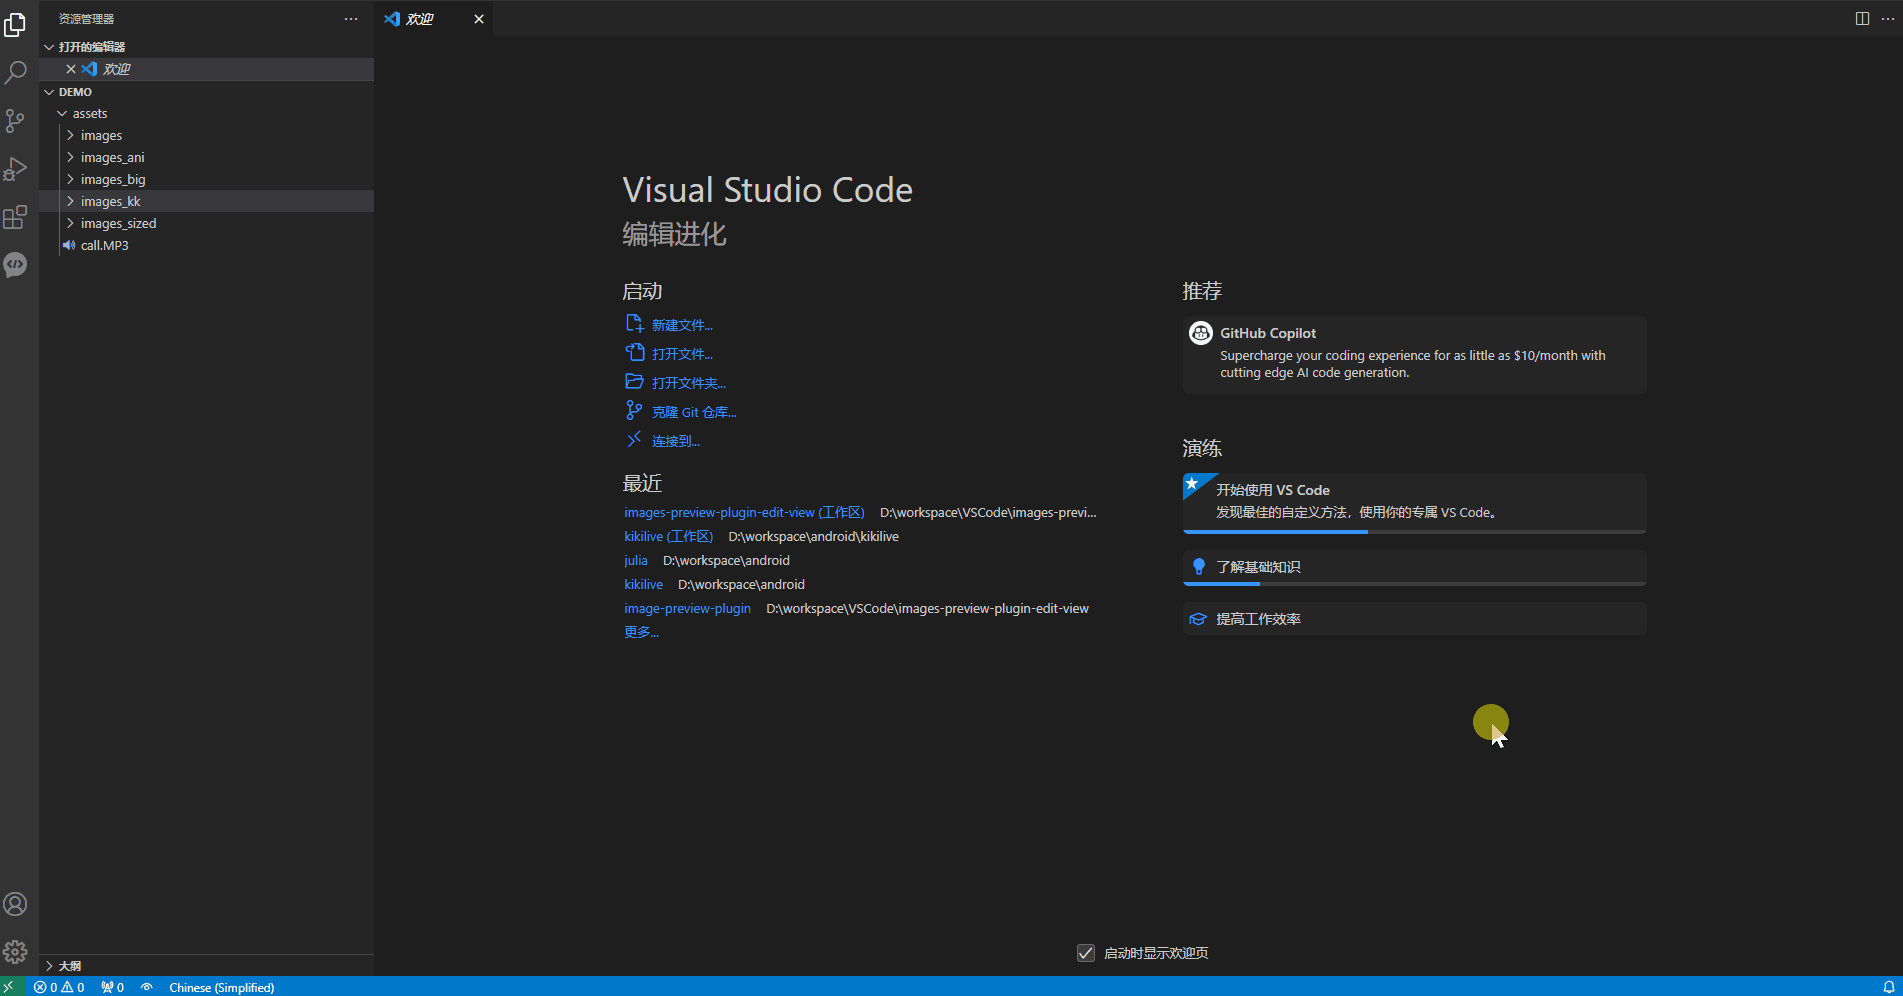 资源管理器
打开的编辑器
欢迎
DEMO
assets
images
images_ani
images_big
images_kk
images_sized
call.MP3
大纲
欢迎
Visual Studio Code
编辑进化
启动
新建文件...
打开文件...
打开文件夹...
克隆 Git 仓库...
连接到...
最近
images-preview-plugin-edit-view (工作区) D:\workspace\VSCode\images-previ...
kikilive (工作区) D:\workspace\android\kikilive
julia D:\workspace\android
kikilive D:\workspace\android
image-preview-plugin D:\workspace\VSCode\images-preview-plugin-edit-view
更多...
推荐
GitHub Copilot
Supercharge your coding experience for as little as $10/month with
cutting edge AI code generation.
演练
开始使用 VS Code
发现最佳的自定义方法，使用你的专属 VS Code。
了解基础知识
提高工作效率
启动时显示欢迎页
0 0 0 Chinese (Simplified)